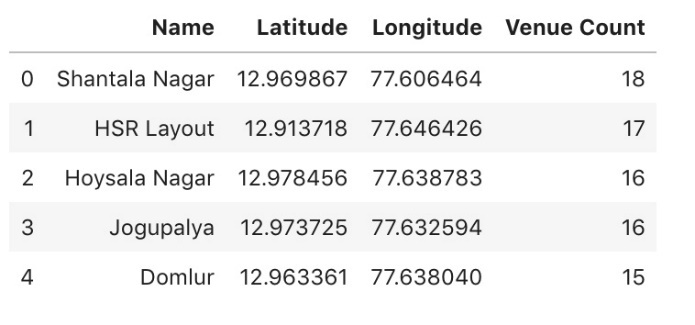 Name Latitude Longitude Venue Count
0 Shantala Nagar 12.969867 77.606464 18
1 HSR Layout 12.913718 77.646426 17
2 Hoysala Nagar 12.978456 77.638783 16
3 Jogupalya 12.973725 77.632594 16
4 Domlur 12.963361 77.638040 15